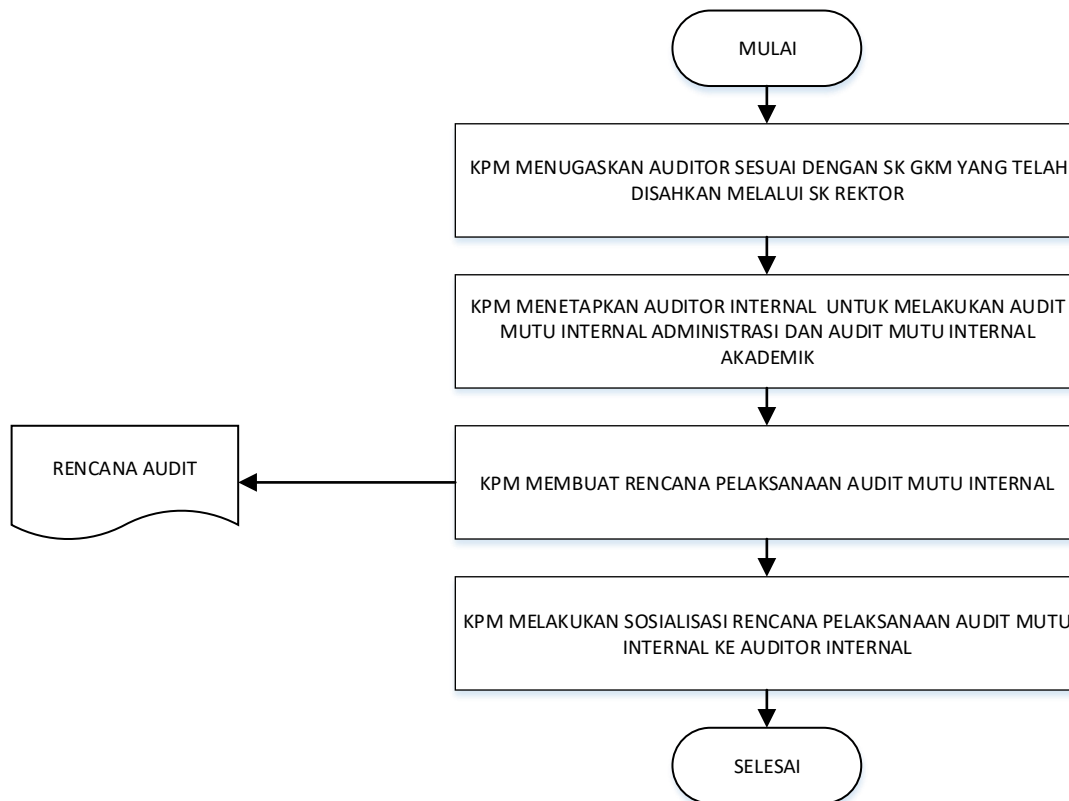 MULAI
KPM MENUGASKAN AUDITOR SESUAI DENGAN SK GKM YANG TELAH
DISAHKAN MELALUI SK REKTOR
KPM MENETAPKAN AUDITOR INTERNAL UNTUK MELAKUKAN AUDIT
MUTU INTERNAL ADMINISTRASI DAN AUDIT MUTU INTERNAL
AKADEMIK
RENCANA AUDIT
KPM MEMBUAT RENCANA PELAKSANAAN AUDIT MUTU INTERNAL
KPM MELAKUKAN SOSIALISASI RENCANA PELAKSANAAN AUDIT MUTU
INTERNAL KE AUDITOR INTERNAL
SELESAI